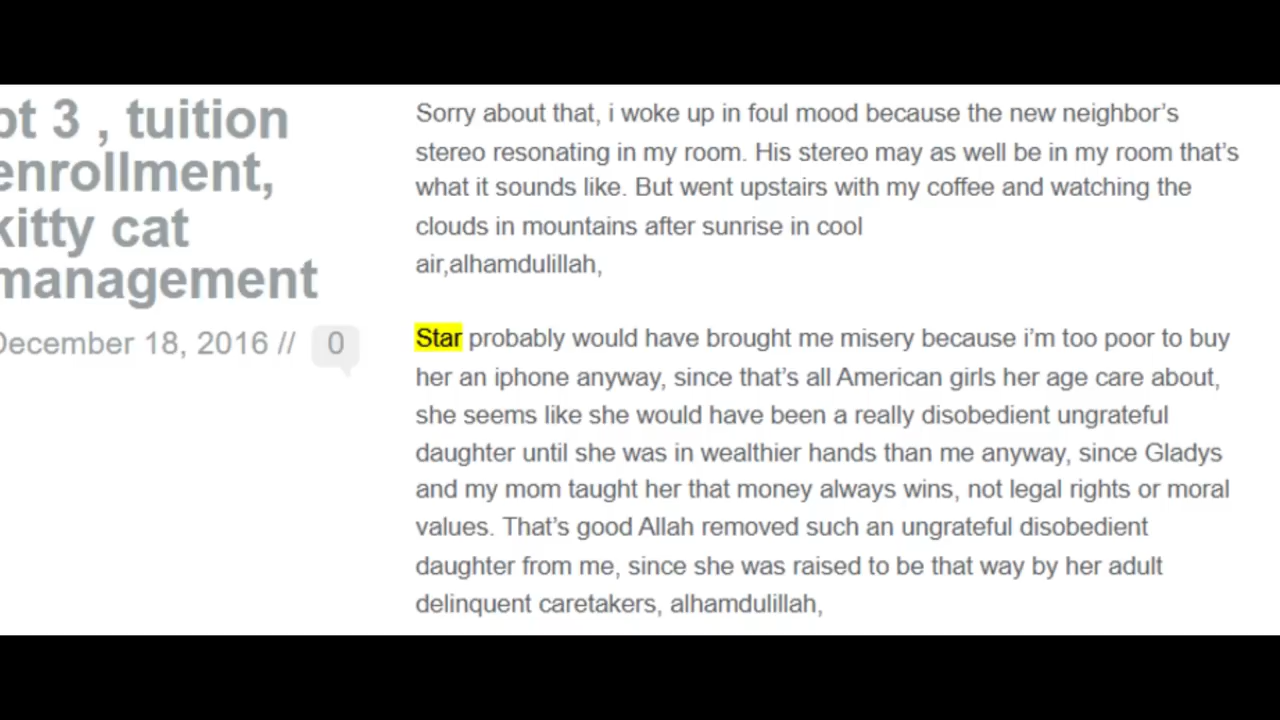 pt 3 , tuition
enrollment,
kitty cat
management
December 18, 2016 // 0
Sorry about that, i woke up in foul mood because the new neighbor’s
stereo resonating in my room. His stereo may as well be in my room that’s
what it sounds like. But went upstairs with my coffee and watching the
clouds in mountains after sunrise in cool
air,alhamdulillah,
Star probably would have brought me misery because i’m too poor to buy
her an iphone anyway, since that’s all American girls her age care about,
she seems like she would have been a really disobedient ungrateful
daughter until she was in wealthier hands than me anyway, since Gladys
and my mom taught her that money always wins, not legal rights or moral
values. That’s good Allah removed such an ungrateful disobedient
daughter from me, since she was raised to be that way by her adult
delinquent caretakers, alhamdulillah,